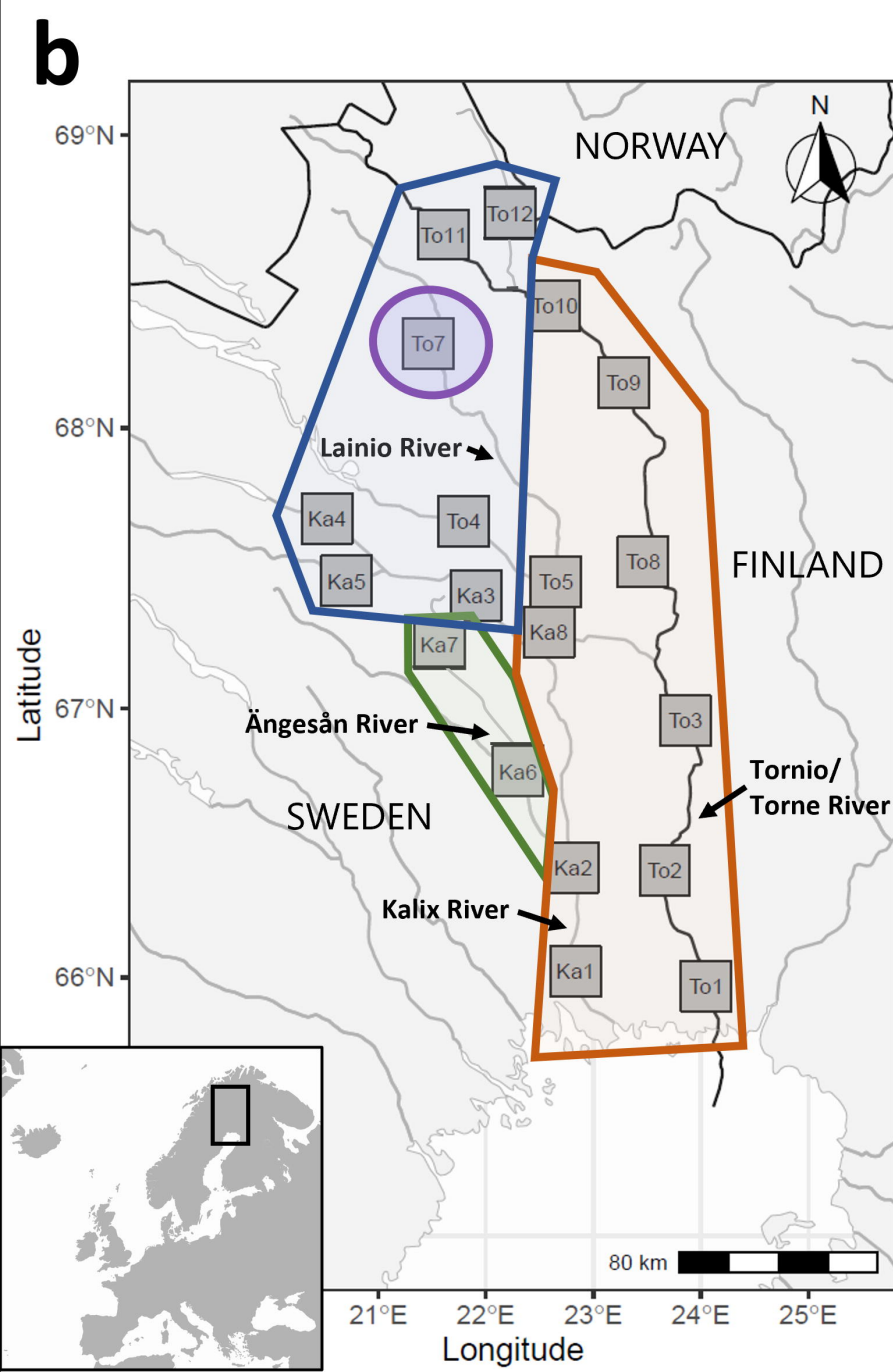 b
69°N
68°N
67°N
66°N
Latitude
N
NORWAY
To12
To11
To10
To7
To9
Lainio River
Ka4
To4
To8
FINLAND
Ka5
To5
Ka3
Ka8
Ka7
To3
Ängesån River
Ka6
Tornio/
Torne River
SWEDEN
Ka2
To2
Kalix River
Ka1
To1
80 km
21°E
22°E
23°E
24°E
25°E
Longitude